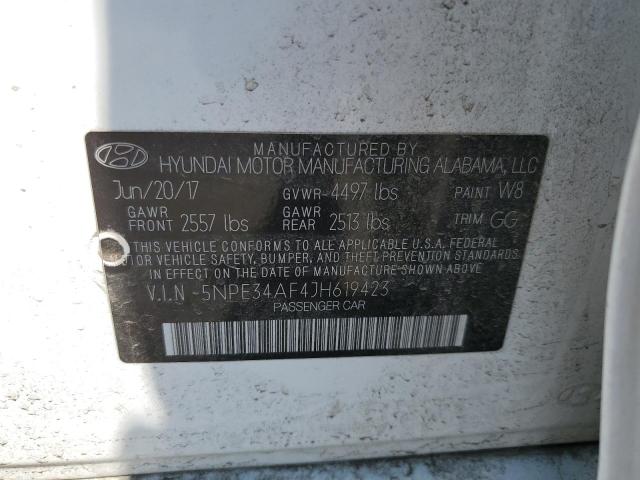 MANUFACTURED BY
HYUNDAI MOTOR MANUFACTURING ALABAMA, LLC
Jun/20/17 GVWR-4497 lbs PAINT W8
GAWR FRONT 2557 lbs GAWR REAR 2513 lbs TRIM GG
THIS VEHICLE CONFORMS TO ALL APPLICABLE U.S.A. FEDERAL
MOTOR VEHICLE SAFETY, BUMPER, AND THEFT PREVENTION STANDARDS
IN EFFECT ON THE DATE OF MANUFACTURE SHOWN ABOVE
V.I.N -5NPE34AF4JH619423
PASSENGER CAR